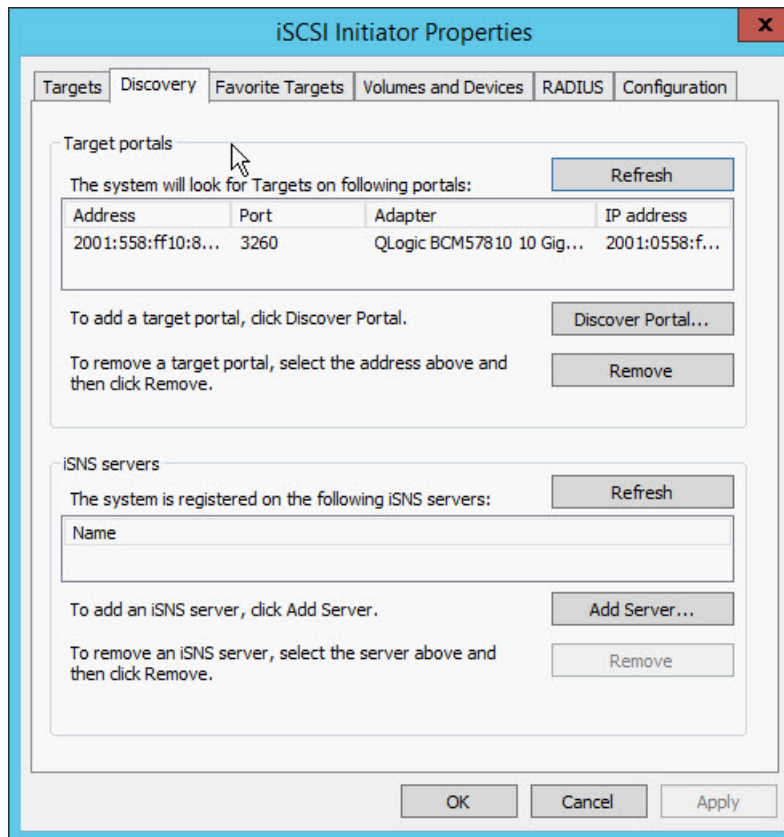 iSCSI Initiator Properties
x
Targets Discovery Favorite Targets Volumes and Devices RADIUS Configuration
Target portals
The system will look for Targets on following portals: Refresh
Address Port Adapter IP address
2001:558:ff10:8... 3260 QLogic BCM57810 10 Gig... 2001:0558:f...
To add a target portal, click Discover Portal. Discover Portal...
To remove a target portal, select the address above and
then click Remove.
Remove
iSNS servers
The system is registered on the following iSNS servers: Refresh
Name
To add an iSNS server, click Add Server. Add Server...
To remove an iSNS server, select the server above and
then click Remove.
Remove
OK Cancel Apply